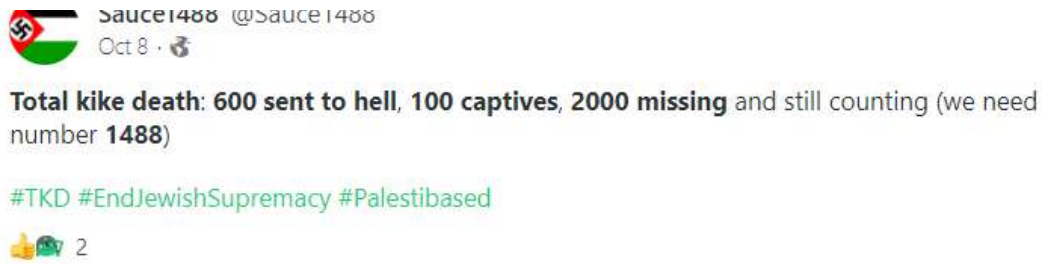 Sauce1488 @Sauce1488
Oct 8 ·
Total kike death: 600 sent to hell, 100 captives, 2000 missing and still counting (we need
number 1488)
#TKD #EndJewishSupremacy #Palestibased
2